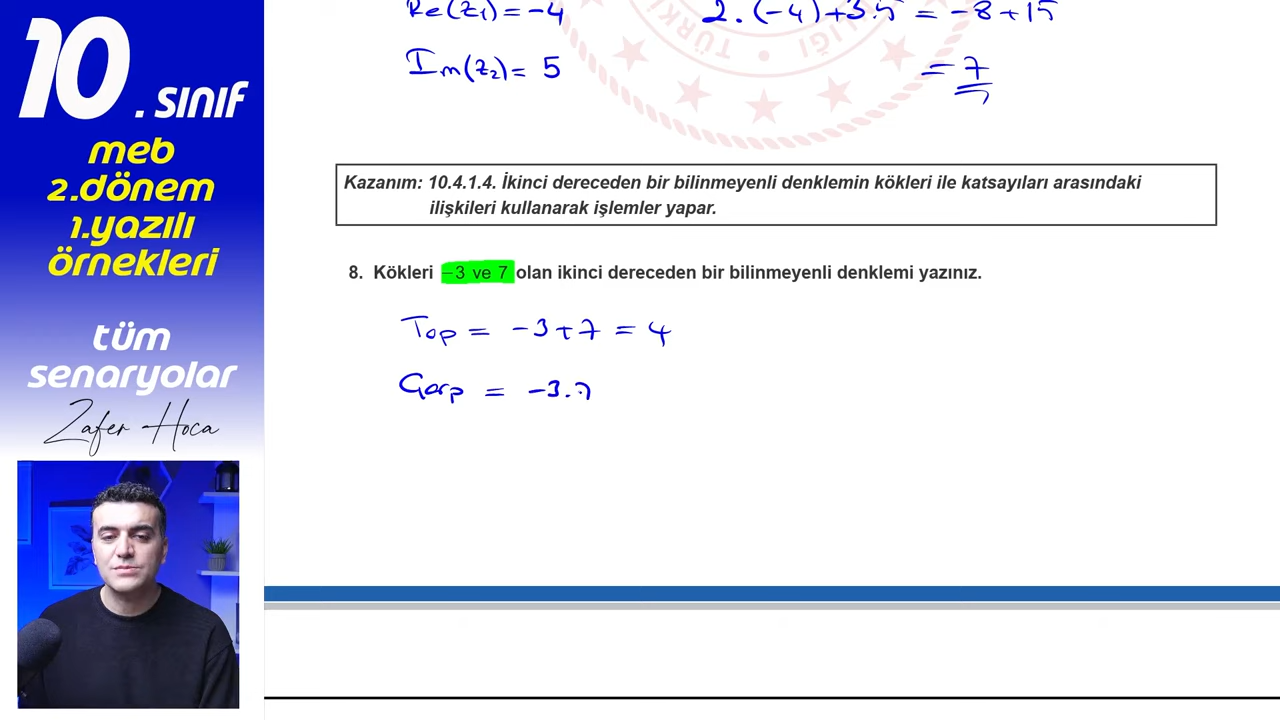 10. SINIF
meb
2.dönem
1.yazılı
örnekleri
tüm
senaryolar
Zafer Hoca
Re(z₁) = -4
2.(-4)+3.5 = -8+15
Im(z₂) = 5
= 7
TÜRKİ
LIĞI
Kazanım: 10.4.1.4. İkinci dereceden bir bilinmeyenli denklemin kökleri ile katsayıları arasındaki
ilişkileri kullanarak işlemler yapar.
8. Kökleri −3 ve 7 olan ikinci dereceden bir bilinmeyenli denklemi yazınız.
Top = -3+7 = 4
Çarp = -3.7